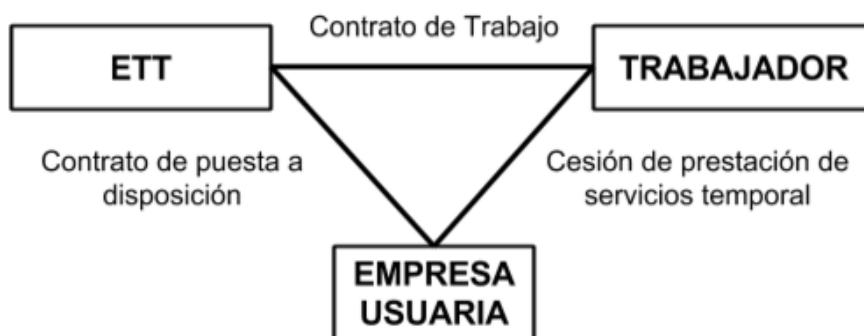 Contrato de Trabajo
ETT
TRABAJADOR
Contrato de puesta a
disposición
Cesión de prestación de
servicios temporal
EMPRESA
USUARIA